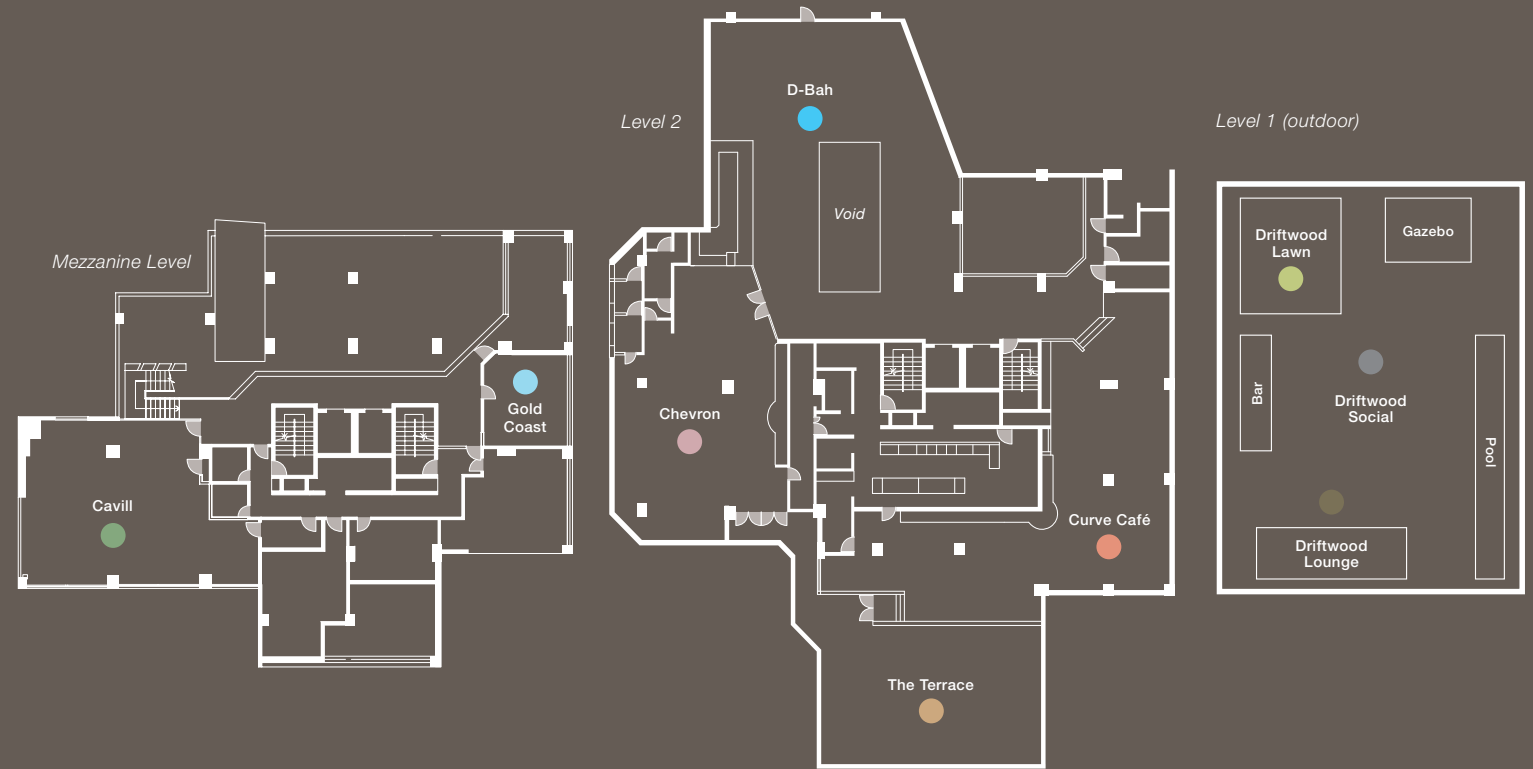 Mezzanine Level
Gold
Coast
Cavill
Level 2
D-Bah
Void
Chevron
Curve Café
The Terrace
Level 1 (outdoor)
Driftwood
Lawn
Gazebo
Bar
Driftwood
Social
Pool
Driftwood
Lounge